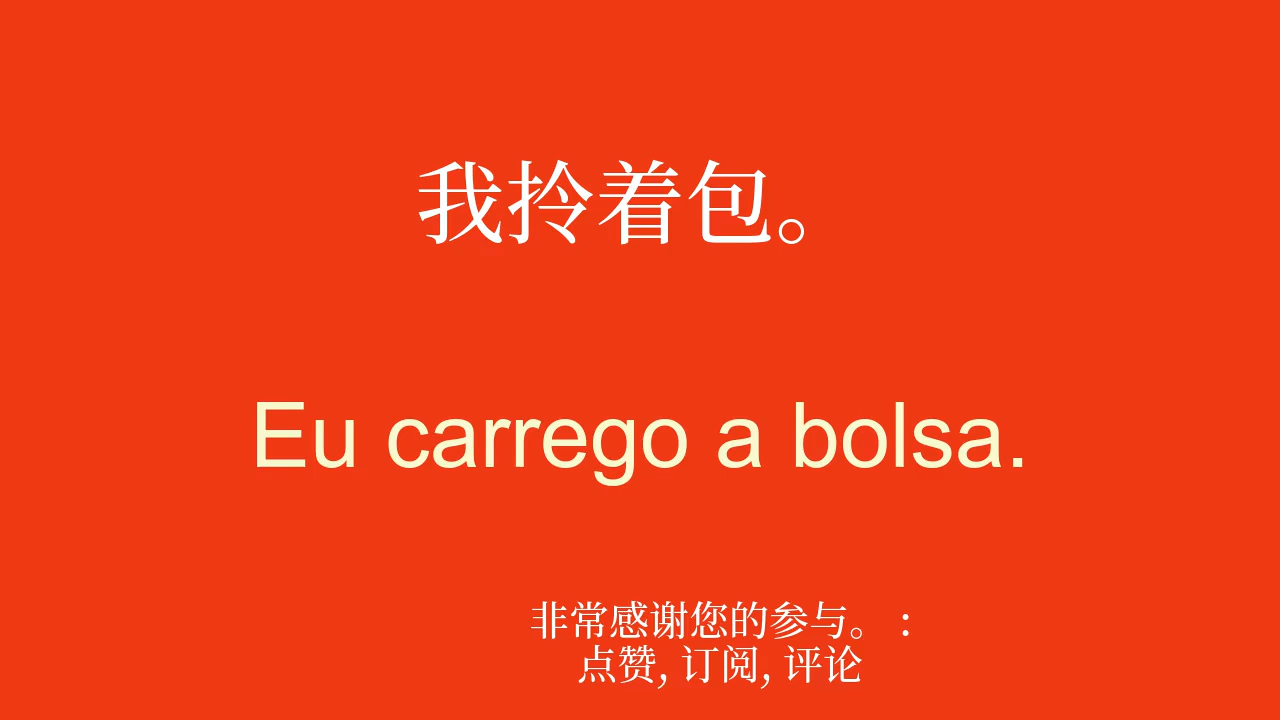 我拎着包。
Eu carrego a bolsa.
非常感谢您的参与。 :
点赞, 订阅, 评论